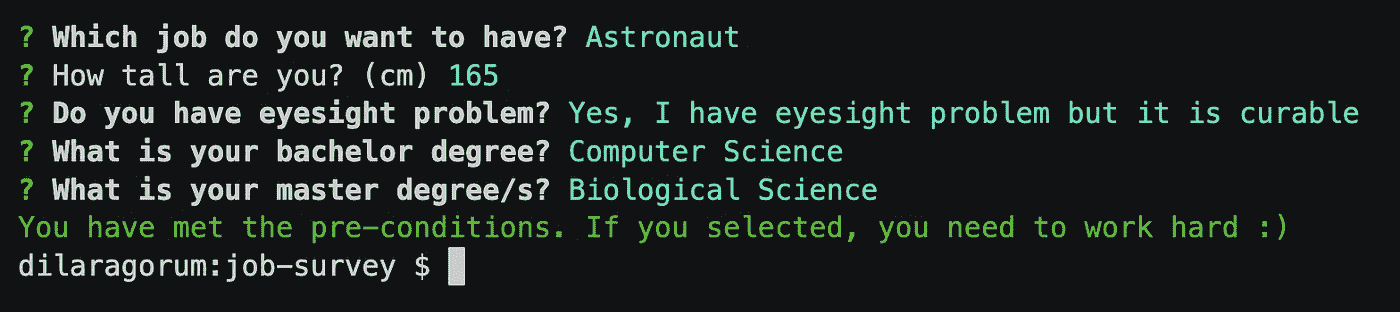 ? Which job do you want to have? Astronaut
? How tall are you? (cm) 165
? Do you have eyesight problem? Yes, I have eyesight problem but it is curable
? What is your bachelor degree? Computer Science
? What is your master degree/s? Biological Science
You have met the pre-conditions. If you selected, you need to work hard :)
dilaragorum:job-survey $